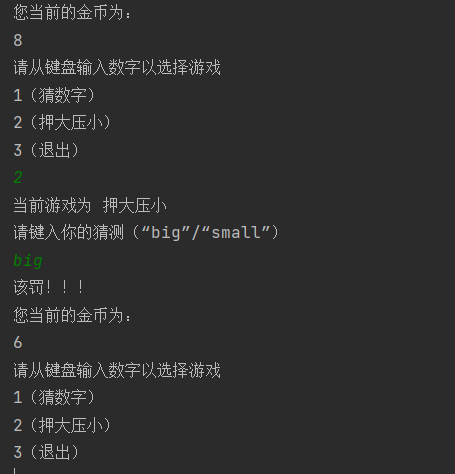 您当前的金币为：
8
请从键盘输入数字以选择游戏
1（猜数字）
2（押大压小）
3（退出）
2
当前游戏为 押大压小
请键入你的猜测（“big”/“small”）
big
该罚！！！
您当前的金币为：
6
请从键盘输入数字以选择游戏
1（猜数字）
2（押大压小）
3（退出）